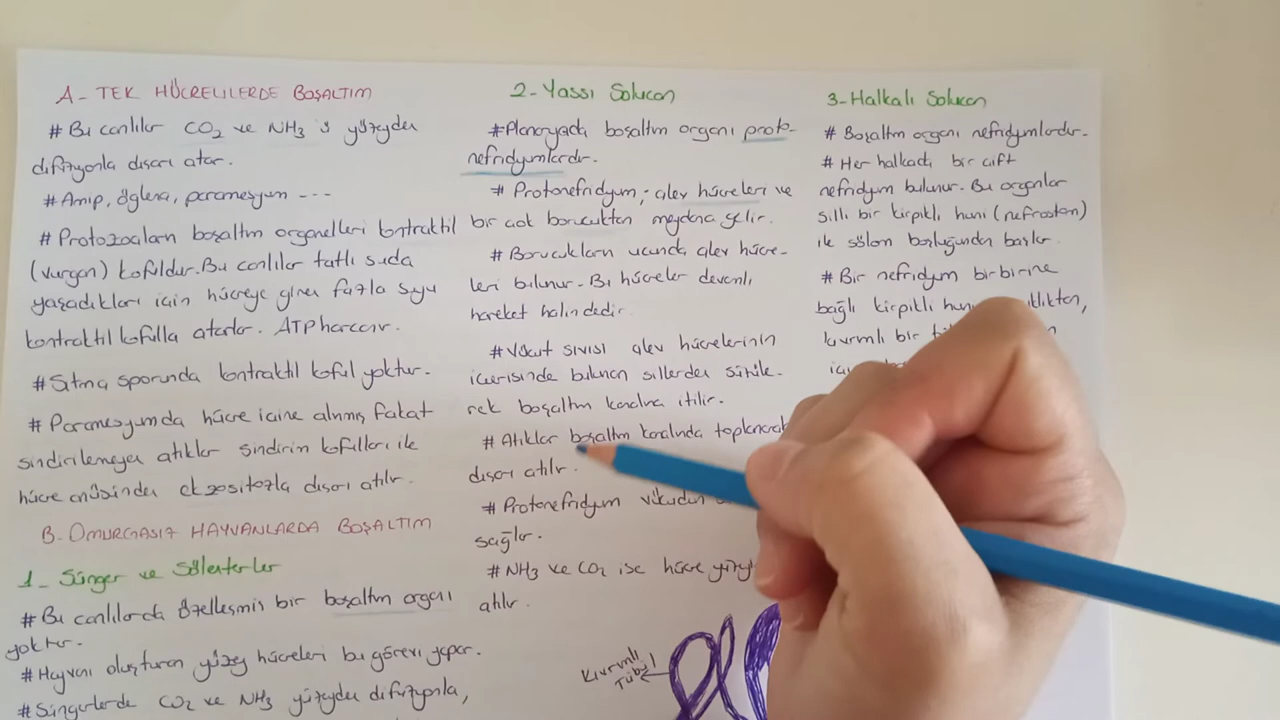 A- TEK HÜCRELİLERDE BOŞALTIM
# Bu canlılar CO2 ve NH3 ü yüzeyden
difüzyonla dışarı atar.
# Amip, öglena, paramesyum ---
# Protozoaların boşaltım organelleri kontraktil
(vurgan) kofuldur. Bu canlılar tatlı suda
yaşadıkları için hücreye giren fazla suyu
kontraktil kofulla atarlar. ATP harcanır.
# Sıtma sporunda kontraktil koful yoktur.
# Paramesyumda hücre içine alınmış fakat
sindirilemeyen atıklar sindirim kofulları ile
hücre anüsünden ekzositozla dışarı atılır.
B- OMURGASIZ HAYVANLARDA BOŞALTIM
1- Sünger ve Sölenterler
# Bu canlılarda özelleşmiş bir boşaltım organı
yoktur.
# Hayvanı oluşturan yüzey hücreleri bu görevi yapar.
# Süngerlerde CO2 ve NH3 yüzeyden difüzyonla,
2- Yassı Solucan
# Planaryada boşaltım organı proto-
nefridyumlardır.
# Protonefridyum; alev hücreleri ve
bir çok borucuktan meydana gelir.
# Borucukların ucunda alev hücre-
leri bulunur. Bu hücreler devamlı
hareket halindedir.
# Vücut sıvısı alev hücrelerinin
içerisinde bulunan sillerden süzüle-
rek boşaltım kanalına itilir.
# Atıklar boşaltım kanalında toplanarak
dışarı atılır.
# Protonefridyum vücudun
sağlar.
# NH3 ve CO2 ise hücre
atılır.
Kıvrımlı
Tübül
3- Halkalı Solucan
# Boşaltım organı nefridyumlardır.
# Her halkada bir çift
nefridyum bulunur. Bu organlar
silli bir kirpikli huni (nefrostom)
ile sölom boşluğundan başlar.
# Bir nefridyum birbirine
bağlı kirpikli
kıvrımlı bir